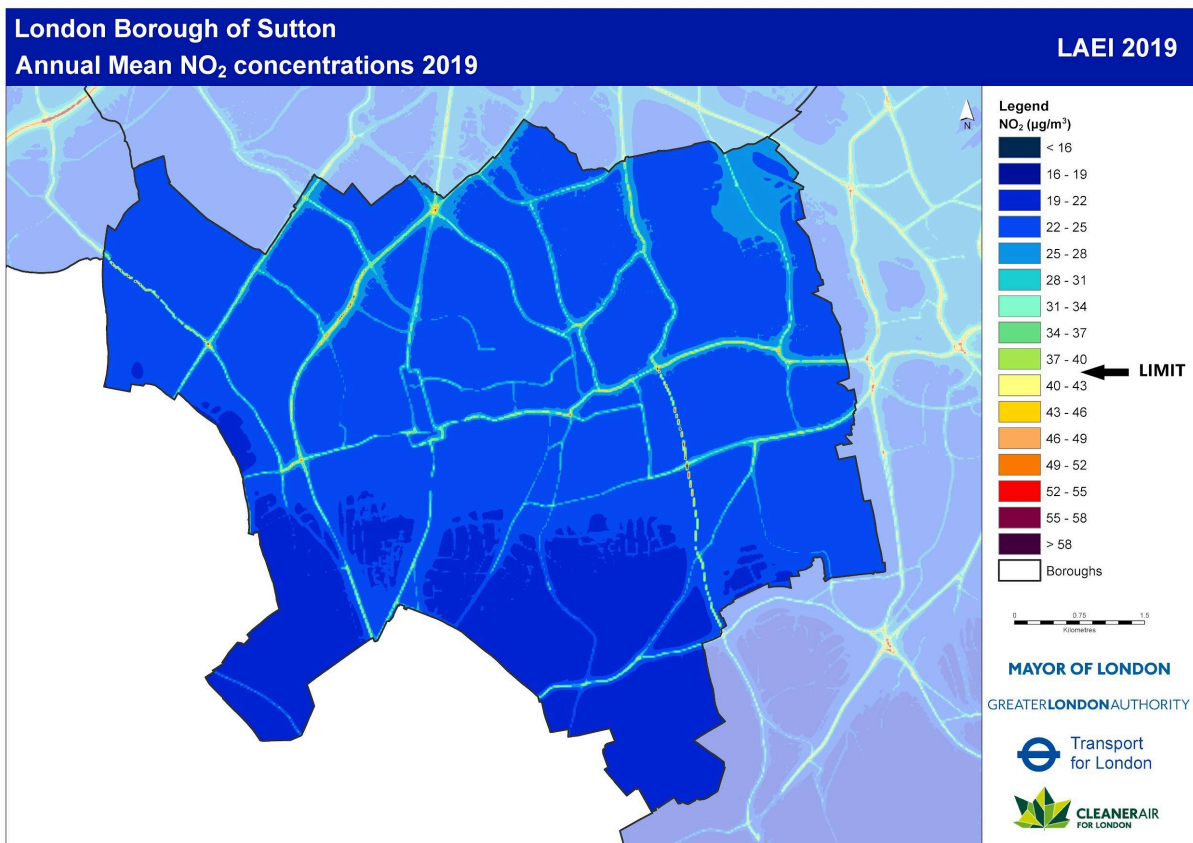 London Borough of Sutton
Annual Mean NO₂ concentrations 2019
LAEI 2019
N
Legend
NO₂ (µg/m³)
< 16
16 - 19
19 - 22
22 - 25
25 - 28
28 - 31
31 - 34
34 - 37
37 - 40
LIMIT
40 - 43
43 - 46
46 - 49
49 - 52
52 - 55
55 - 58
> 58
Boroughs
0 0.75 1.5
Kilometres
MAYOR OF LONDON
GREATERLONDONAUTHORITY
Transport
for London
CLEANERAIR
FOR LONDON